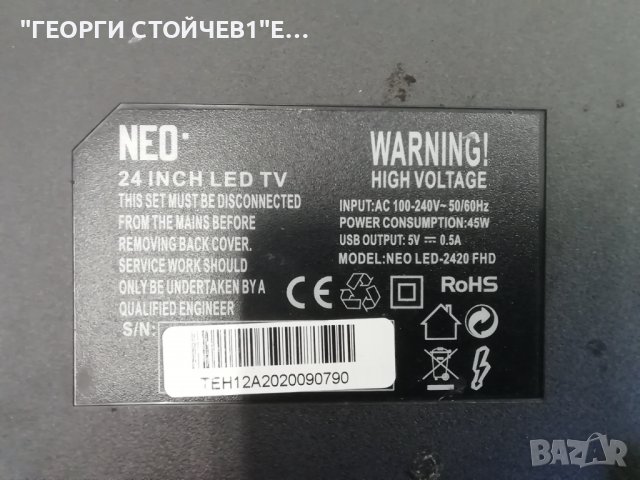 "ГЕОРГИ СТОЙЧЕВ1"Е...
NEO
24 INCH LED TV
THIS SET MUST BE DISCONNECTED
FROM THE MAINS BEFORE
REMOVING BACK COVER.
SERVICE WORK SHOULD
ONLY BE UNDERTAKEN BY A
QUALIFIED ENGINEER
S/N:
TEH12A2020090790
WARNING!
HIGH VOLTAGE
INPUT:AC 100-240V~ 50/60Hz
POWER CONSUMPTION:45W
USB OUTPUT: 5V ⎓ 0.5A
MODEL:NEO LED-2420 FHD
CE
RoHS
BAZAR